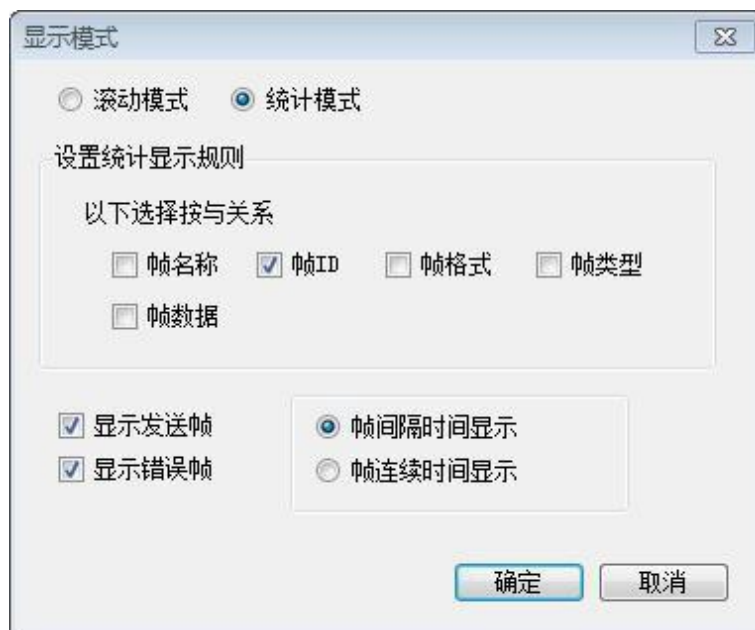 显示模式
滚动模式 统计模式
设置统计显示规则
以下选择按与关系
帧名称 帧ID 帧格式 帧类型
帧数据
显示发送帧 帧间隔时间显示
显示错误帧 帧连续时间显示
确定 取消